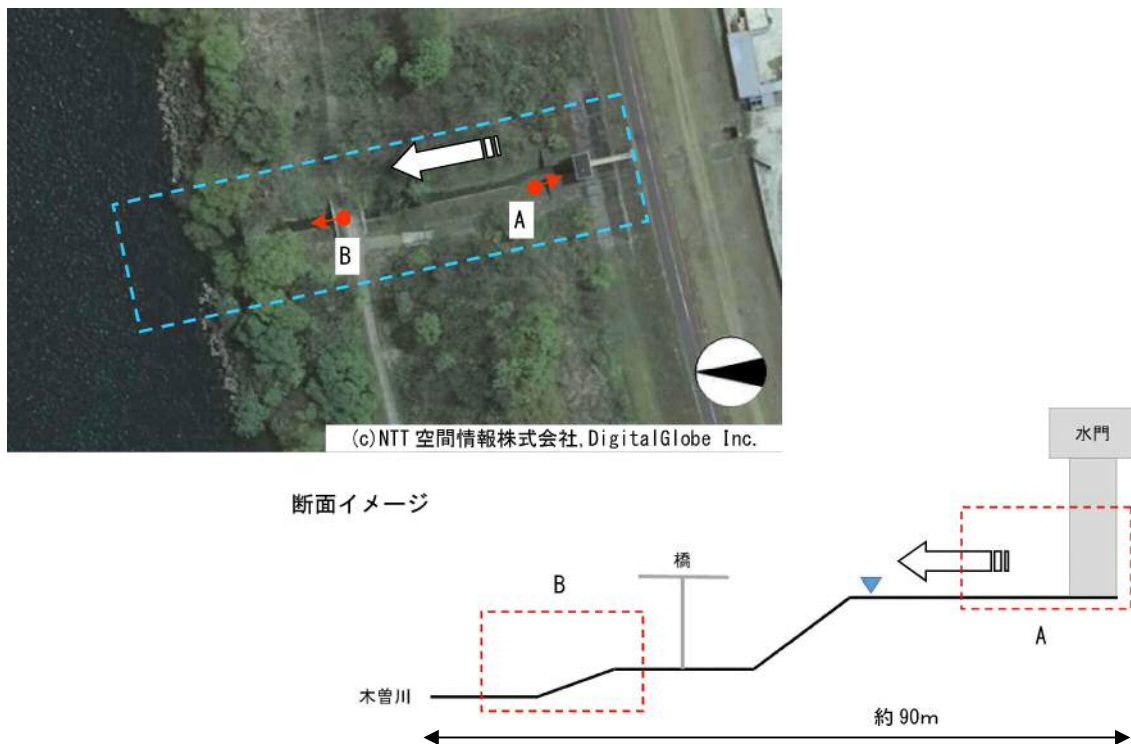 A
B
(c)NTT 空間情報株式会社, DigitalGlobe Inc.
断面イメージ
水門
橋
B
A
木曽川
約 90m